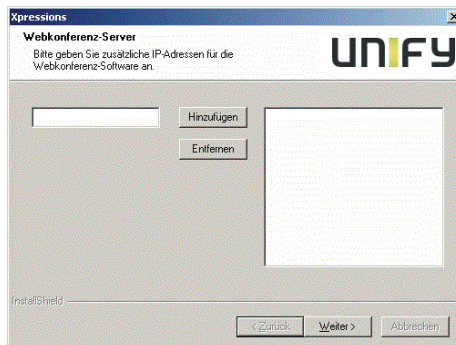 Xpressions
Webkonferenz-Server
Bitte geben Sie zusätzliche IP-Adressen für die
Webkonferenz-Software an.
UNIFY
Hinzufügen
Entfernen
InstallShield
< Zurück
Weiter >
Abbrechen